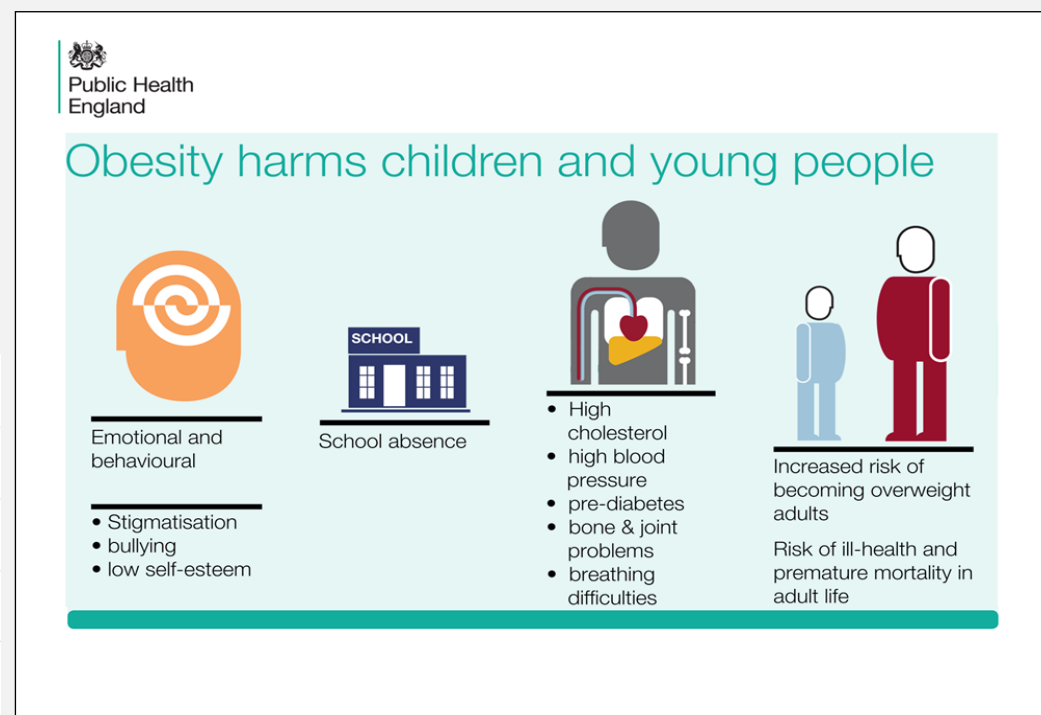 Public Health
England
Obesity harms children and young people
Emotional and
behavioural
• Stigmatisation
• bullying
• low self-esteem
SCHOOL
School absence
• High
cholesterol
• high blood
pressure
• pre-diabetes
• bone & joint
problems
• breathing
difficulties
Increased risk of
becoming overweight
adults
Risk of ill-health and
premature mortality in
adult life